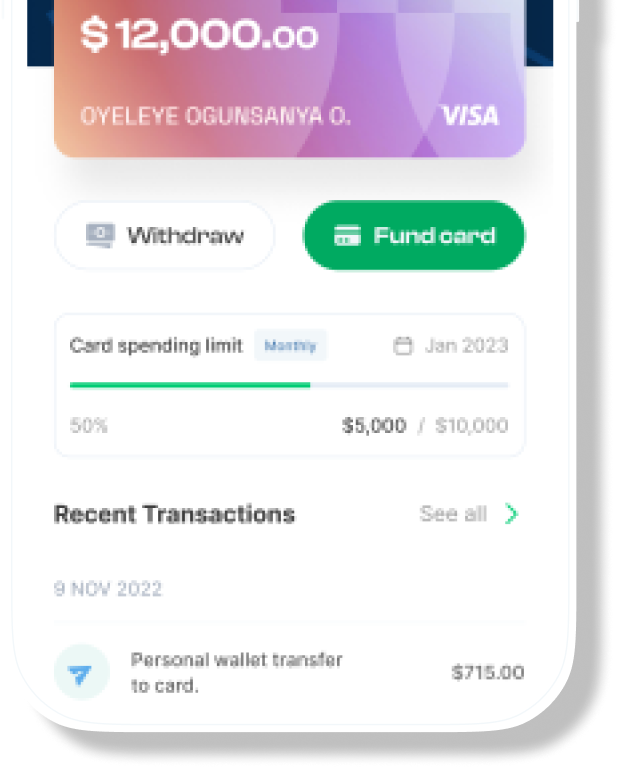 $12,000.00
OYELEYE OGUNSANYA O. VISA
Withdraw Fund card
Card spending limit Monthly Jan 2023
50% $5,000 / $10,000
Recent Transactions See all
9 NOV 2022
Personal wallet transfer
to card. $715.00